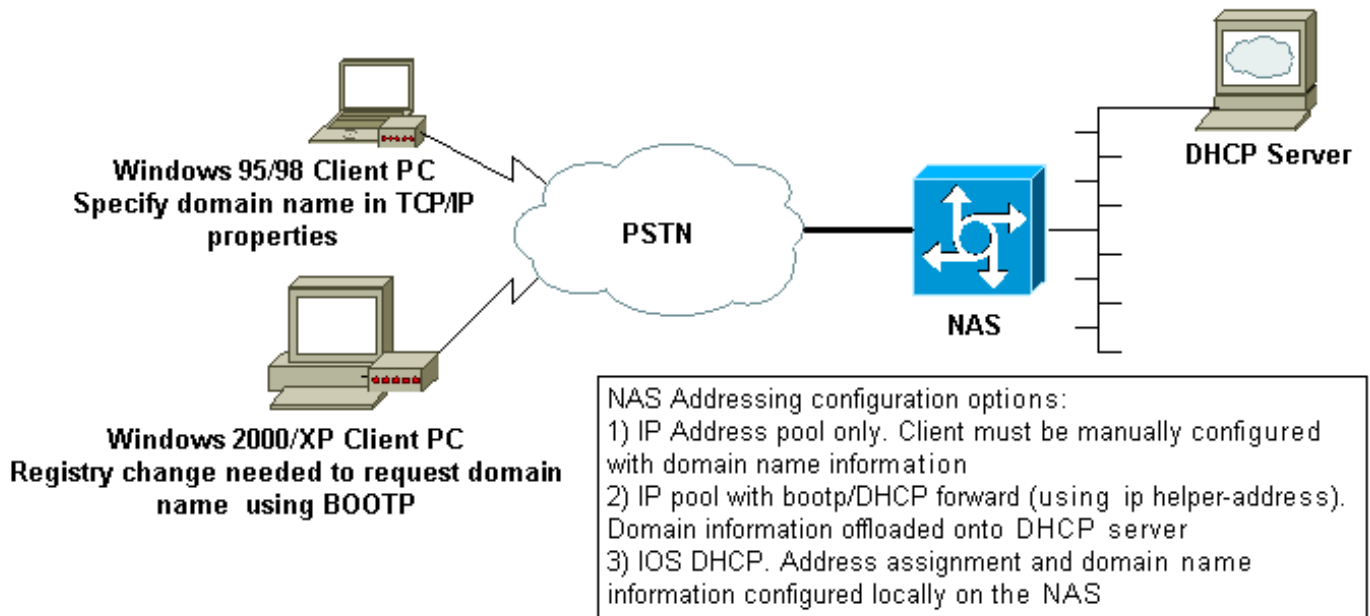 DHCP Server
Windows 95/98 Client PC
Specify domain name in TCP/IP
properties
PSTN
NAS
Windows 2000/XP Client PC
Registry change needed to request domain
name using BOOTP
NAS Addressing configuration options:
1) IP Address pool only. Client must be manually configured
with domain name information
2) IP pool with bootp/DHCP forward (using ip helper-address).
Domain information offloaded onto DHCP server
3) IOS DHCP. Address assignment and domain name
information configured locally on the NAS